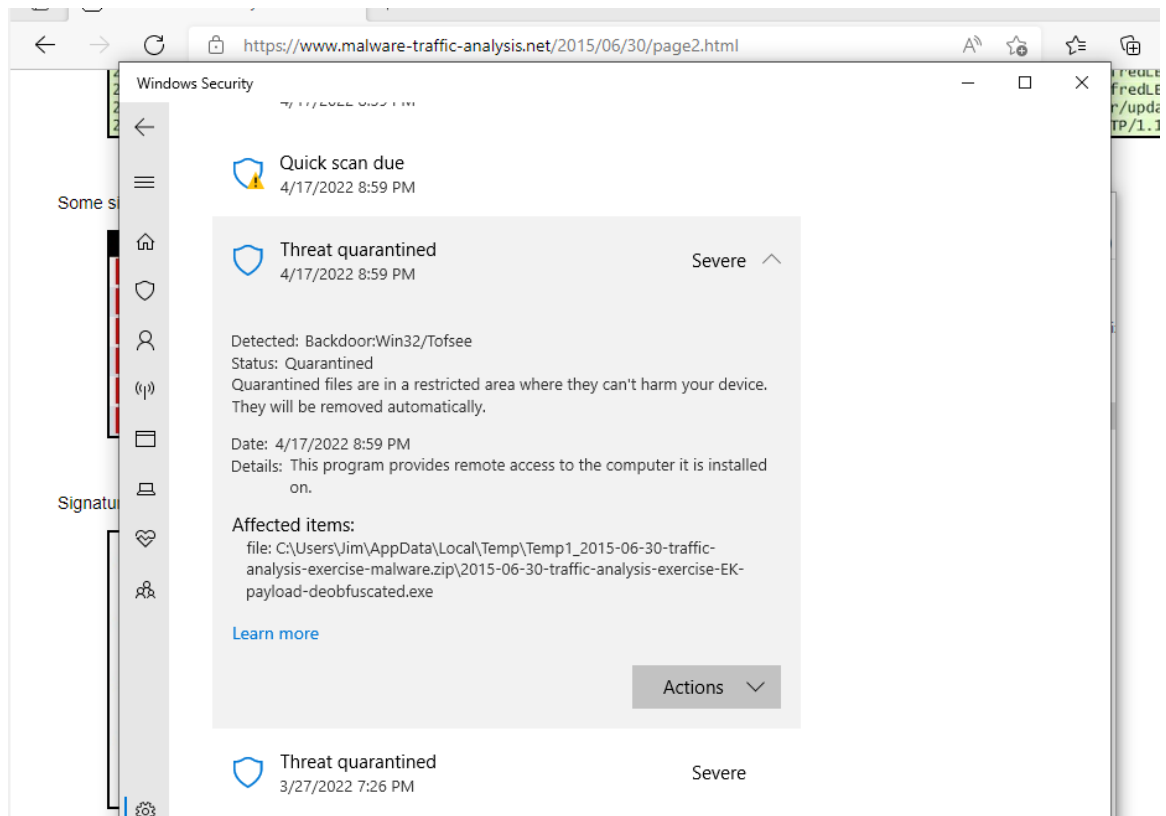 https://www.malware-traffic-analysis.net/2015/06/30/page2.html
Windows Security
Quick scan due
4/17/2022 8:59 PM
Some si
Threat quarantined
4/17/2022 8:59 PM
Severe
Detected: Backdoor:Win32/Tofsee
Status: Quarantined
Quarantined files are in a restricted area where they can't harm your device.
They will be removed automatically.
Date: 4/17/2022 8:59 PM
Details: This program provides remote access to the computer it is installed
on.
Signatu
Affected items:
file: C:\Users\Jim\AppData\Local\Temp\Temp1_2015-06-30-traffic-
analysis-exercise-malware.zip\2015-06-30-traffic-analysis-exercise-EK-
payload-deobfuscated.exe
Learn more
Actions
Threat quarantined
3/27/2022 7:26 PM
Severe